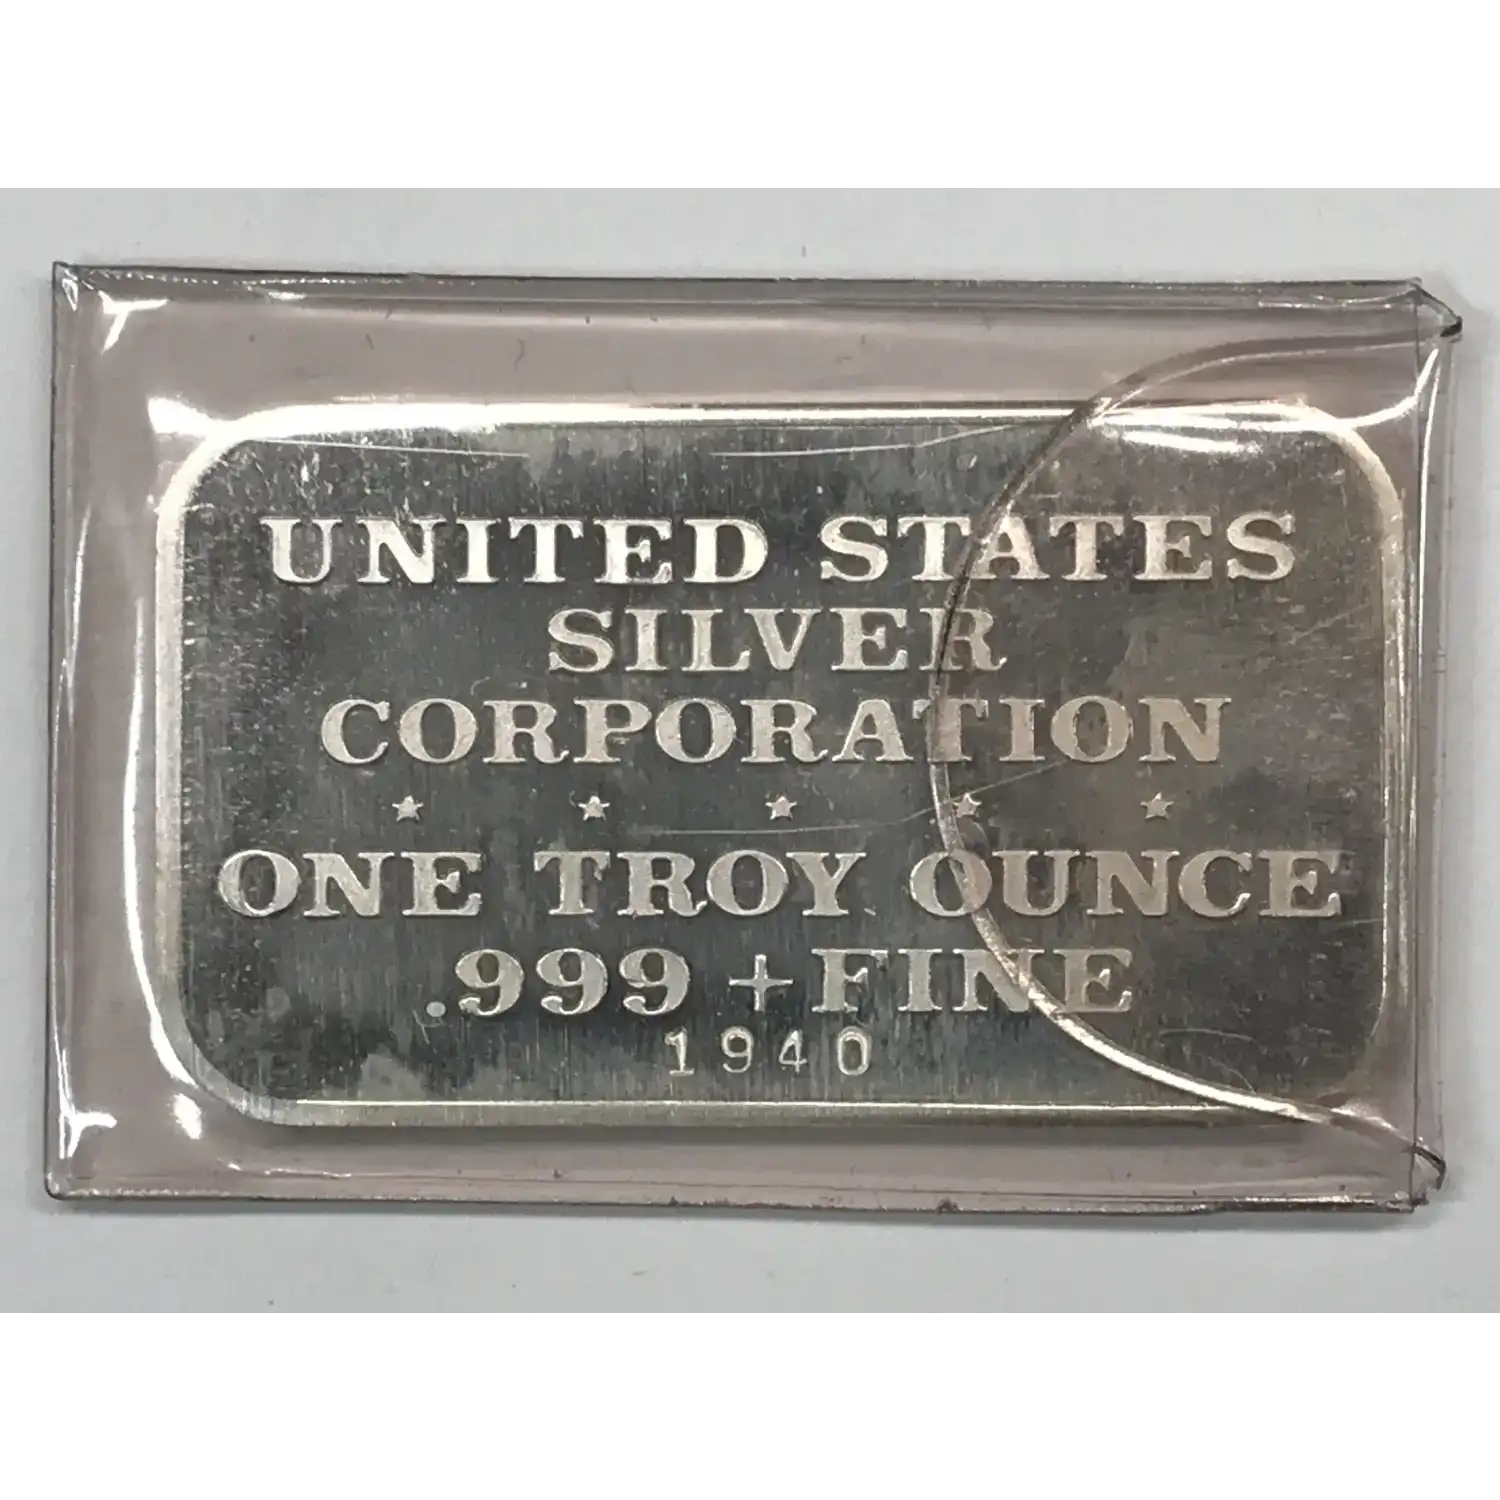 UNITED STATES
SILVER
CORPORATION
★ ★ ★ ★ ★
ONE TROY OUNCE
.999 + FINE
1940